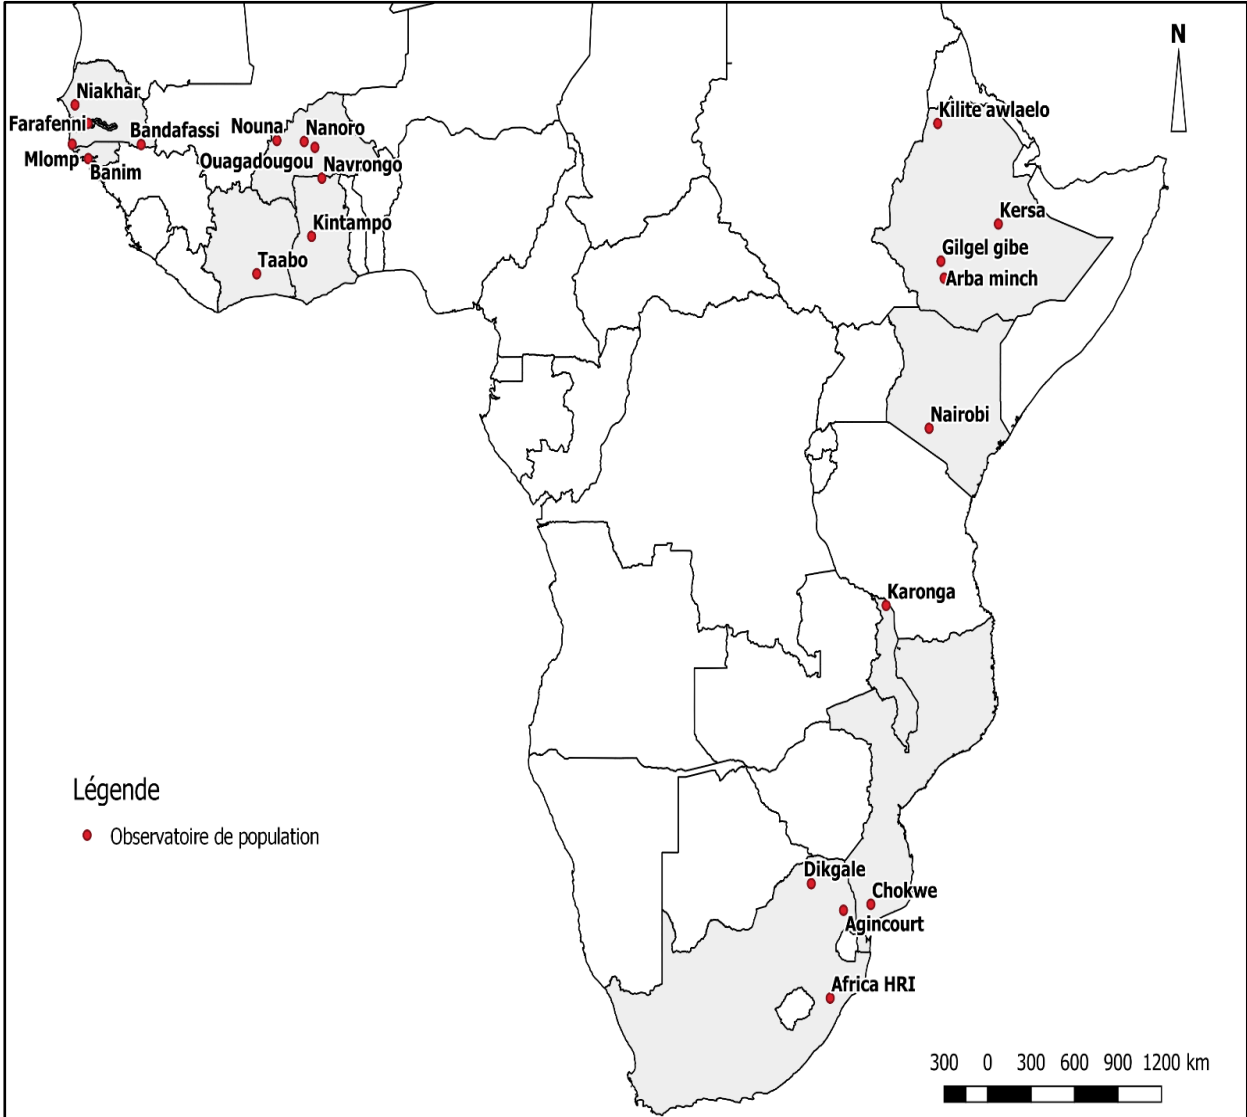 N
Niakhar
Kilite awlaelo
Farafenni
Bandafassi
Nouna
Nanoro
Mlomp
Banim
Ouagadougou
Navrongo
Kersa
Kintampo
Gilgel gibe
Taabo
Arba minch
Nairobi
Karonga
Légende
Observatoire de population
Dikgale
Chokwe
Agincourt
Africa HRI
300 0 300 600 900 1200 km